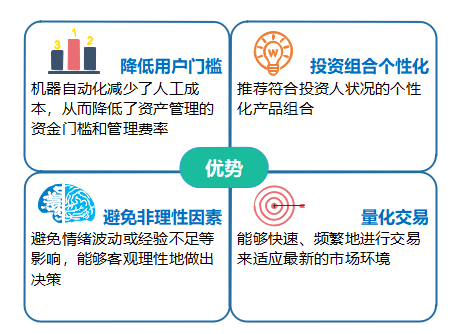 3 1 2
降低用户门槛
机器自动化减少了人工成
本，从而降低了资产管理的
资金门槛和管理费率
W
投资组合个性化
推荐符合投资人状况的个性
化产品组合
优势
避免非理性因素
避免情绪波动或经验不足等
影响，能够客观理性地做出
决策
量化交易
能够快速、频繁地进行交易
来适应最新的市场环境